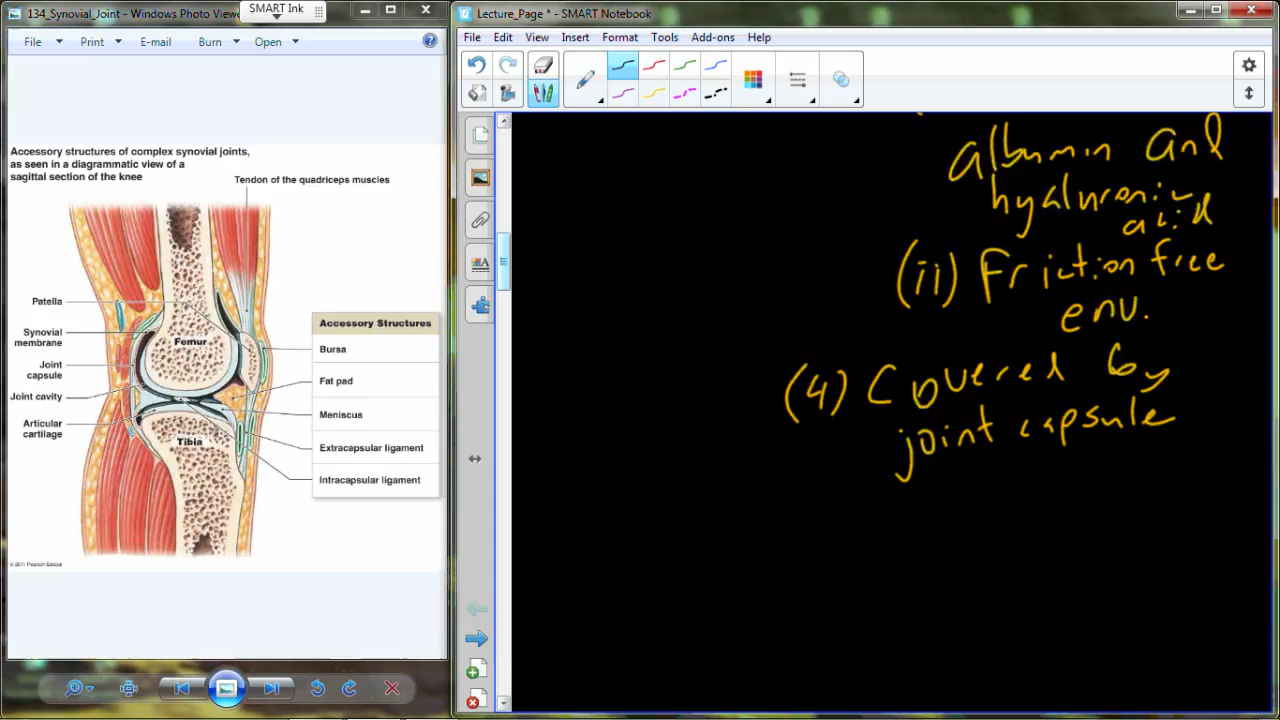 134_Synovial_Joint - Windows Photo Viewe
SMART Ink
File Print E-mail Burn Open
Accessory structures of complex synovial joints,
as seen in a diagrammatic view of a
sagittal section of the knee
Tendon of the quadriceps muscles
Patella
Synovial
membrane
Joint
capsule
Joint cavity
Articular
cartilage
Femur
Tibia
Accessory Structures
Bursa
Fat pad
Meniscus
Extracapsular ligament
Intracapsular ligament
Lecture_Page * - SMART Notebook
File Edit View Insert Format Tools Add-ons Help
albumin and
hyaluronic
acid
(ii) Friction free
env.
(4) Covered by
joint capsule